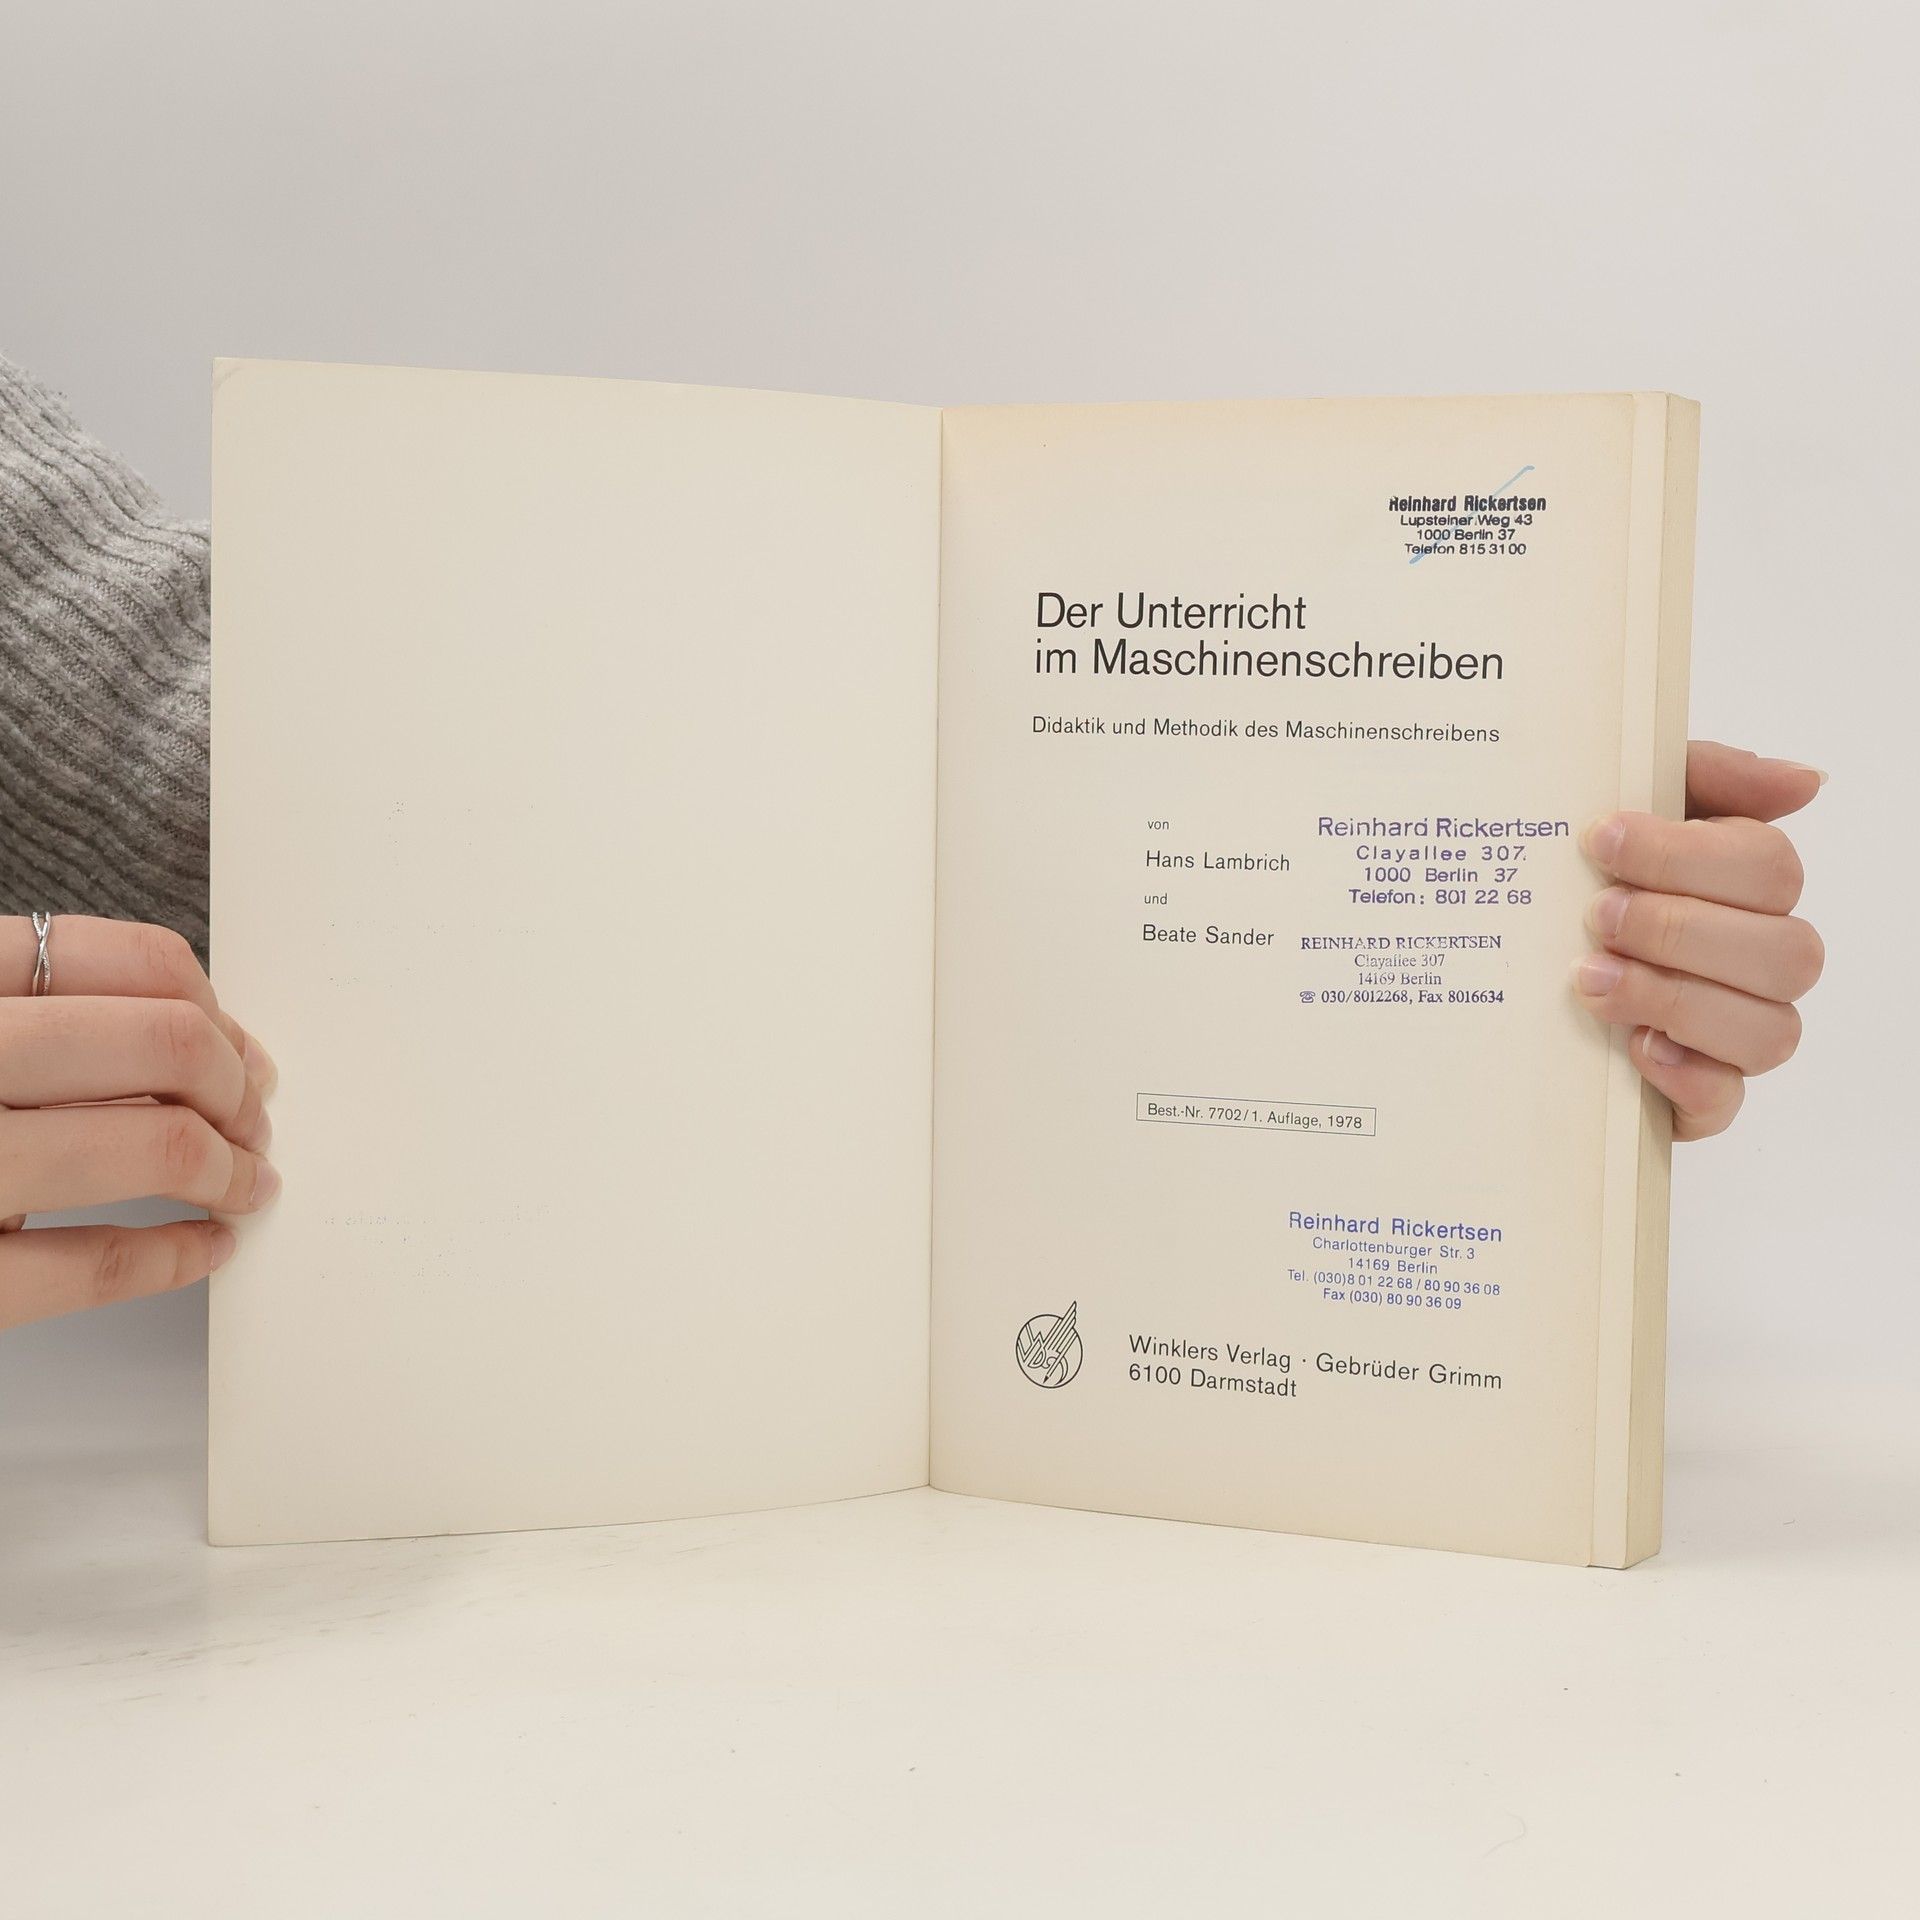 Reinhard Rickertsen
Lupsteiner Weg 43
1000 Berlin 37
Telefon 815 31 00
Der Unterricht
im Maschinenschreiben
Didaktik und Methodik des Maschinenschreibens
von
Hans Lambrich
und
Beate Sander
Reinhard Rickertsen
Clayallee 307.
1000 Berlin 37
Telefon: 801 22 68
REINHARD RICKERTSEN
Clayallee 307
14169 Berlin
☎ 030/8012268, Fax 8016634
Best.-Nr. 7702/1. Auflage, 1978
Reinhard Rickertsen
Charlottenburger Str. 3
14169 Berlin
Tel. (030)8 01 22 68 / 80 90 36 08
Fax (030) 80 90 36 09
Winklers Verlag · Gebrüder Grimm
6100 Darmstadt